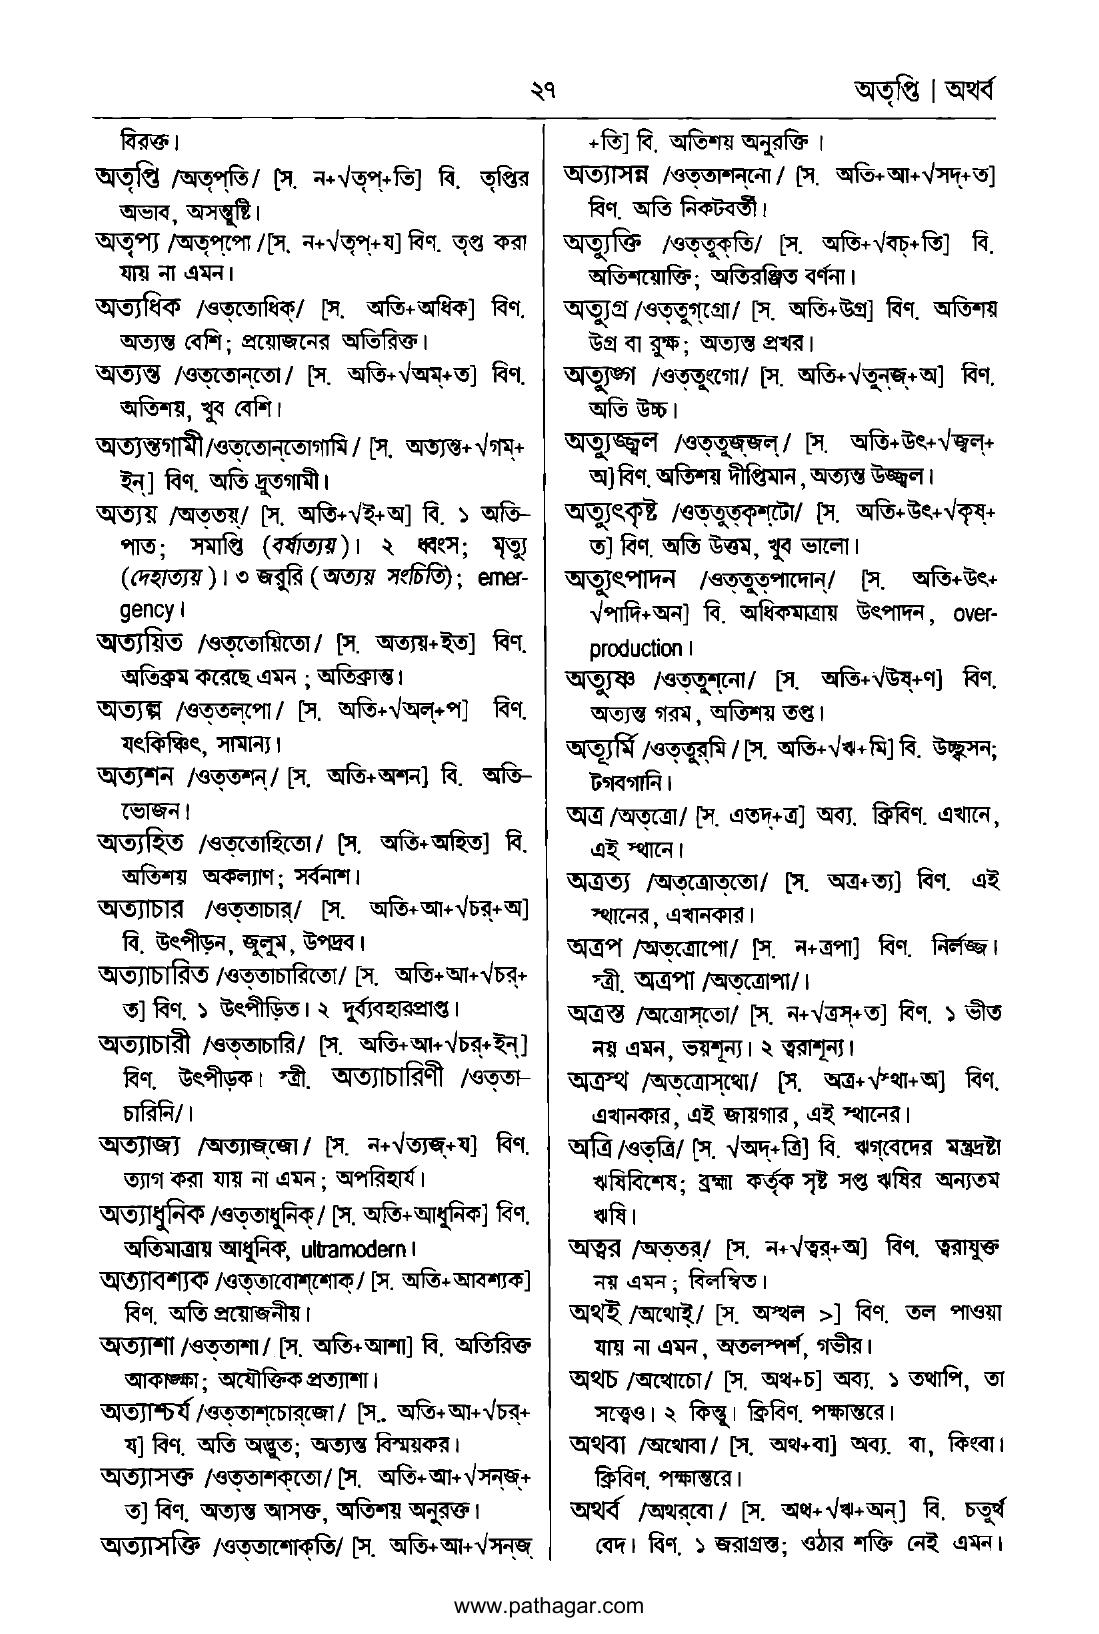 ২৭
অতৃপ্তি | অথর্ব
বিরক্ত।
অতৃপ্তি /অতৃপ্‌তি/ [স. ন+√তৃপ্‌+তি] বি. তৃপ্তির
অভাব, অসন্তুষ্টি।
অতৃপ্য /অতৃপ্‌পো /[স. ন+√তৃপ্‌+য] বিণ. তৃপ্ত করা
যায় না এমন।
অত্যধিক /ওত্‌তোধিক্‌/ [স. অতি+অধিক] বিণ.
অত্যন্ত বেশি; প্রয়োজনের অতিরিক্ত।
অত্যন্ত /ওত্‌তোন্‌তো/ [স. অতি+√অম্‌+ত] বিণ.
অতিশয়, খুব বেশি।
অত্যন্তগামী/ওত্‌তোন্‌তোগামি/ [স. অত্যন্ত+√গম্‌+
ইন্‌] বিণ. অতি দ্রুতগামী।
অত্যয় /অত্‌তয়্‌/ [স. অতি+√ই+অ] বি. ১ অতি-
পাত; সমাপ্তি (বর্ষাত্যয়)। ২ ধ্বংস; মৃত্যু
(দেহাত্যয়)। ৩ জরুরি (অত্যয় সংচিতি); emer-
gency।
অত্যয়িত /ওত্‌তোয়িতো/ [স. অত্যয়+ইত] বিণ.
অতিক্রম করেছে এমন; অতিক্রান্ত।
অত্যল্প /ওত্‌তল্‌পো/ [স. অতি+√অল্‌+প] বিণ.
যৎকিঞ্চিৎ, সামান্য।
অত্যশন /ওত্‌তশন্‌/ [স. অতি+অশন] বি. অতি-
ভোজন।
অত্যহিত /ওত্‌তোহিতো/ [স. অতি+অহিত] বি.
অতিশয় অকল্যাণ; সর্বনাশ।
অত্যাচার /ওত্‌তাচার্‌/ [স. অতি+আ+√চর্‌+অ]
বি. উৎপীড়ন, জুলুম, উপদ্রব।
অত্যাচারিত /ওত্‌তাচারিতো/ [স. অতি+আ+√চর্‌+
ত] বিণ. ১ উৎপীড়িত। ২ দুর্ব্যবহারপ্রাপ্ত।
অত্যাচারী /ওত্‌তাচারি/ [স. অতি+আ+√চর্‌+ইন্‌]
বিণ. উৎপীড়ক। স্ত্রী. অত্যাচারিণী /ওত্‌তা-
চারিনি/।
অত্যাজ্য /অত্যাজ্‌জো/ [স. ন+√ত্যজ্‌+য] বিণ.
ত্যাগ করা যায় না এমন; অপরিহার্য।
অত্যাধুনিক /ওত্‌তাধুনিক্‌/ [স. অতি+আধুনিক] বিণ.
অতিমাত্রায় আধুনিক, ultramodern।
অত্যাবশ্যক /ওত্‌তাবোশ্‌শোক্‌/ [স. অতি+আবশ্যক]
বিণ. অতি প্রয়োজনীয়।
অত্যাশা /ওত্‌তাশা/ [স. অতি+আশা] বি. অতিরিক্ত
আকাঙ্ক্ষা; অযৌক্তিক প্রত্যাশা।
অত্যাশ্চর্য /ওত্‌তাশ্‌চোর্‌জো/ [স.. অতি+আ+√চর্‌+
য] বিণ. অতি অদ্ভুত; অত্যন্ত বিস্ময়কর।
অত্যাসক্ত /ওত্‌তাশক্‌তো/ [স. অতি+আ+√সন্‌জ্‌+
ত] বিণ. অত্যন্ত আসক্ত, অতিশয় অনুরক্ত।
অত্যাসক্তি /ওত্‌তাশোক্‌তি/ [স. অতি+আ+√সন্‌জ্‌
+তি] বি. অতিশয় অনুরক্তি।
অত্যাসন্ন /ওত্‌তাশন্‌নো/ [স. অতি+আ+√সদ্‌+ত]
বিণ. অতি নিকটবর্তী।
অত্যুক্তি /ওত্‌তুক্‌তি/ [স. অতি+√বচ্‌+তি] বি.
অতিশয়োক্তি; অতিরঞ্জিত বর্ণনা।
অত্যুগ্র /ওত্‌তুগ্‌গ্রো/ [স. অতি+উগ্র] বিণ. অতিশয়
উগ্র বা রুক্ষ; অত্যন্ত প্রখর।
অত্যুঙ্গ /ওত্‌তুংগো/ [স. অতি+√তুন্‌জ্‌+অ] বিণ.
অতি উচ্চ।
অত্যুজ্জ্বল /ওত্‌তুজ্‌জল্‌/ [স. অতি+উৎ+√জ্বল্‌+
অ] বিণ. অতিশয় দীপ্তিমান, অত্যন্ত উজ্জ্বল।
অত্যুৎকৃষ্ট /ওত্‌তুত্‌কৃশ্‌টো/ [স. অতি+উৎ+√কৃষ্‌+
ত] বিণ. অতি উত্তম, খুব ভালো।
অত্যুৎপাদন /ওত্‌তুত্‌পাদোন্‌/ [স. অতি+উৎ+
√পাদি+অন] বি. অধিকমাত্রায় উৎপাদন, over-
production।
অত্যুষ্ণ /ওত্‌তুশ্‌নো/ [স. অতি+√উষ্‌+ণ] বিণ.
অত্যন্ত গরম, অতিশয় তপ্ত।
অত্যূর্মি /ওত্‌তুর্‌মি/ [স. অতি+√ঋ+মি] বি. উচ্ছ্বসন;
টগবগানি।
অত্র /অত্‌ত্রো/ [স. এতদ্‌+ত্র] অব্য. ক্রিবিণ. এখানে,
এই স্থানে।
অত্রত্য /অত্‌ত্রোত্‌তো/ [স. অত্র+ত্য] বিণ. এই
স্থানের, এখানকার।
অত্রপ /অত্‌ত্রোপো/ [স. ন+ত্রপা] বিণ. নির্লজ্জ।
স্ত্রী. অত্রপা /অত্‌ত্রোপা/।
অত্রস্ত /অত্রোস্‌তো/ [স. ন+√ত্রস্‌+ত] বিণ. ১ ভীত
নয় এমন, ভয়শূন্য। ২ ত্বরাশূন্য।
অত্রস্থ /অত্‌ত্রোস্‌থো/ [স. অত্র+√স্থা+অ] বিণ.
এখানকার, এই জায়গার, এই স্থানের।
অত্রি /ওত্‌ত্রি/ [স. √অদ্‌+ত্রি] বি. ঋগ্‌বেদের মন্ত্রদ্রষ্টা
ঋষিবিশেষ; ব্রহ্মা কর্তৃক সৃষ্ট সপ্ত ঋষির অন্যতম
ঋষি।
অত্বর /অত্‌তর্‌/ [স. ন+√ত্বর্‌+অ] বিণ. ত্বরাযুক্ত
নয় এমন; বিলম্বিত।
অথই /অথোই্‌/ [স. অস্থল >] বিণ. তল পাওয়া
যায় না এমন, অতলস্পর্শ, গভীর।
অথচ /অথোচো/ [স. অথ+চ] অব্য. ১ তথাপি, তা
সত্ত্বেও। ২ কিন্তু। ক্রিবিণ. পক্ষান্তরে।
অথবা /অথোবা/ [স. অথ+বা] অব্য. বা, কিংবা।
ক্রিবিণ. পক্ষান্তরে।
অথর্ব /অথর্‌বো/ [স. অথ+√ঋ+অন্‌] বি. চতুর্থ
বেদ। বিণ. ১ জরাগ্রস্ত; ওঠার শক্তি নেই এমন।
www.pathagar.com